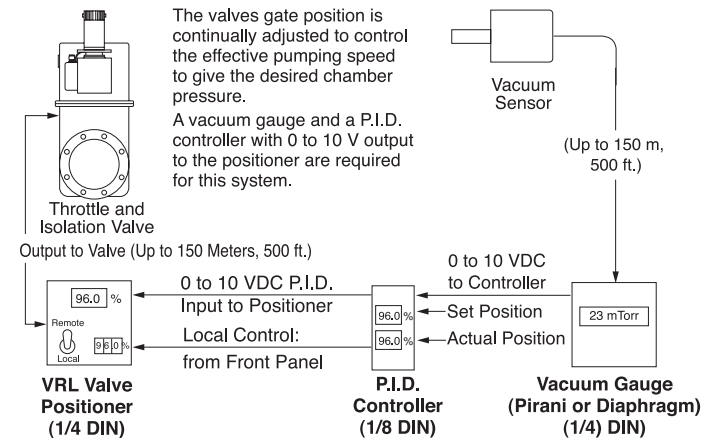 The valves gate position is
continually adjusted to control
the effective pumping speed
to give the desired chamber
pressure.
A vacuum gauge and a P.I.D.
controller with 0 to 10 V output
to the positioner are required
for this system.
Vacuum
Sensor
(Up to 150 m,
500 ft.)
Throttle and
Isolation Valve
Output to Valve (Up to 150 Meters, 500 ft.)
0 to 10 VDC P.I.D.
Input to Positioner
Local Control:
from Front Panel
0 to 10 VDC
to Controller
Set Position
Actual Position
96.0 %
Remote
Local
960%
96.0 %
96.0 %
23 mTorr
VRL Valve
Positioner
(1/4 DIN)
P.I.D.
Controller
(1/8 DIN)
Vacuum Gauge
(Pirani or Diaphragm)
(1/4) DIN)